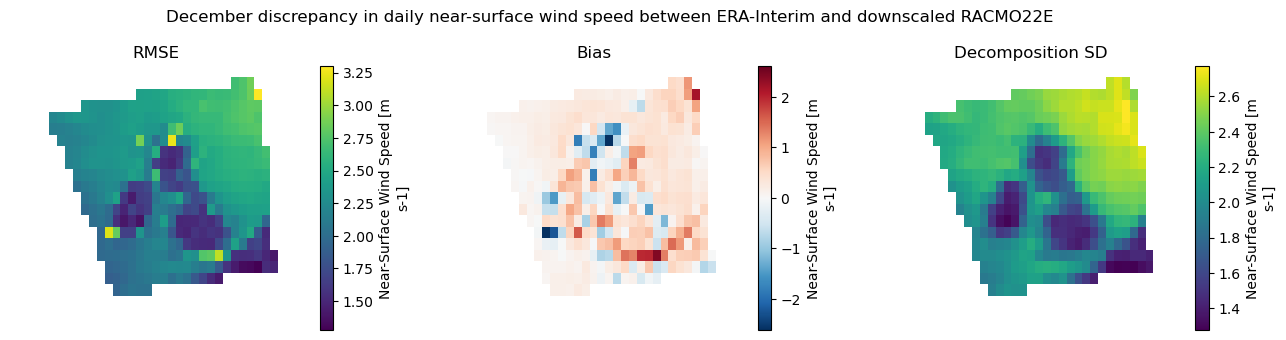 December discrepancy in daily near-surface wind speed between ERA-Interim and downscaled RACMO22E
RMSE
3.25
3.00
2.75
2.50
2.25
2.00
1.75
1.50
Near-Surface Wind Speed [m
s-1]
Bias
2
1
0
−1
−2
Near-Surface Wind Speed [m
s-1]
Decomposition SD
2.6
2.4
2.2
2.0
1.8
1.6
1.4
Near-Surface Wind Speed [m
s-1]